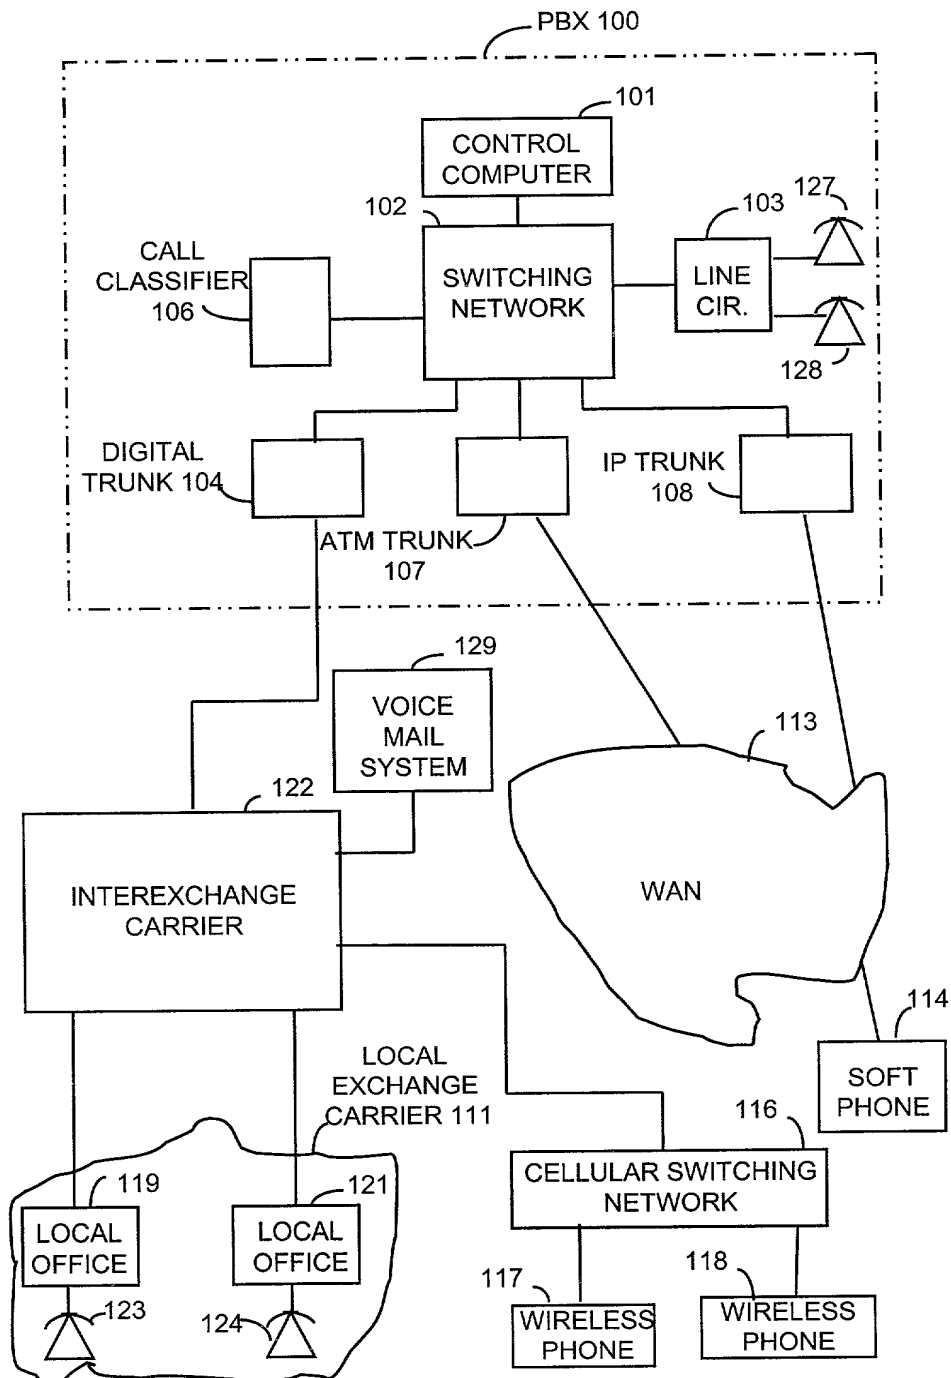 PBX 100
101
CONTROL
COMPUTER
102
103
127
CALL
CLASSIFIER
106
SWITCHING
NETWORK
LINE
CIR.
128
DIGITAL
TRUNK 104
IP TRUNK
108
ATM TRUNK
107
129
VOICE
MAIL
SYSTEM
113
122
INTEREXCHANGE
CARRIER
WAN
114
SOFT
PHONE
LOCAL
EXCHANGE
CARRIER 111
116
CELLULAR SWITCHING
NETWORK
119
121
LOCAL
OFFICE
LOCAL
OFFICE
117
118
123
124
WIRELESS
PHONE
WIRELESS
PHONE